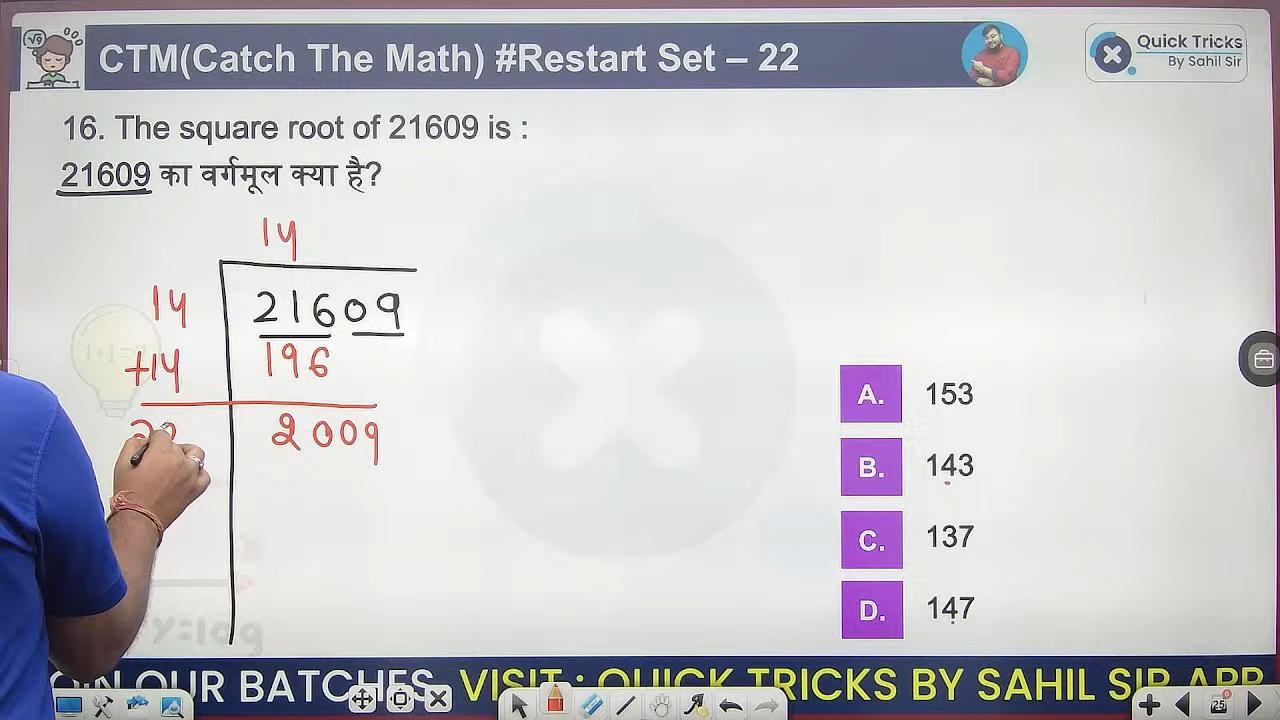 CTM(Catch The Math) #Restart Set – 22
Quick Tricks
By Sahil Sir
16. The square root of 21609 is :
21609 का वर्गमूल क्या है?
14
14
21609
+14
196
2009
A. 153
B. 143
C. 137
D. 147
OUR BATCHES VISIT : QUICK TRICKS BY SAHIL SIR APP
25